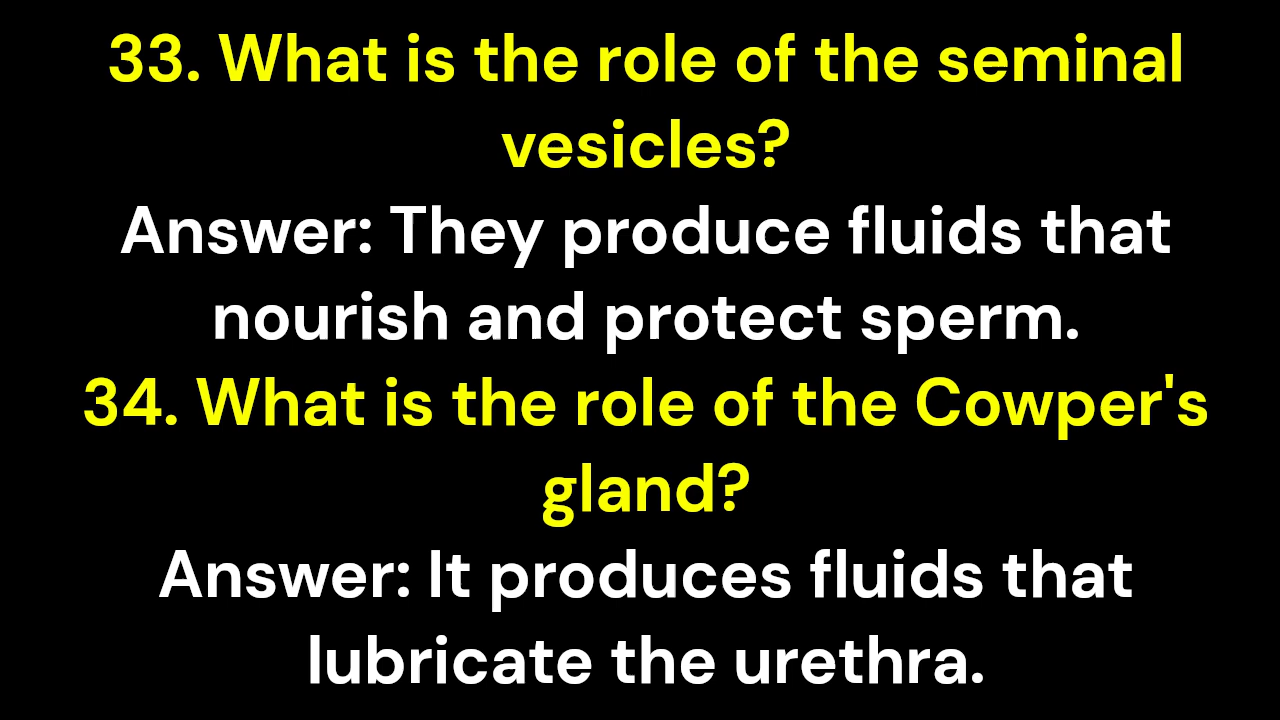 33. What is the role of the seminal
vesicles?
Answer: They produce fluids that
nourish and protect sperm.
34. What is the role of the Cowper's
gland?
Answer: It produces fluids that
lubricate the urethra.